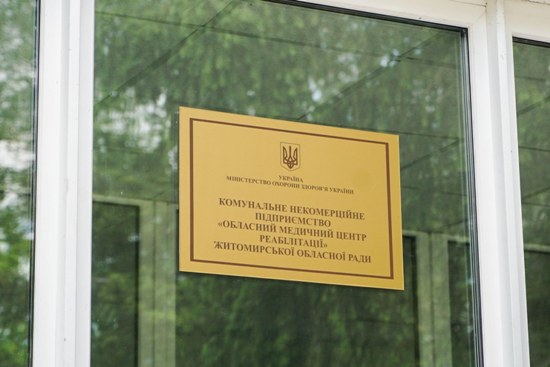 УКРАЇНА
МІНІСТЕРСТВО ОХОРОНИ ЗДОРОВ'Я УКРАЇНИ
КОМУНАЛЬНЕ НЕКОМЕРЦІЙНЕ
ПІДПРИЄМСТВО
«ОБЛАСНИЙ МЕДИЧНИЙ ЦЕНТР
РЕАБІЛІТАЦІЇ»
ЖИТОМИРСЬКОЇ ОБЛАСНОЇ РАДИ